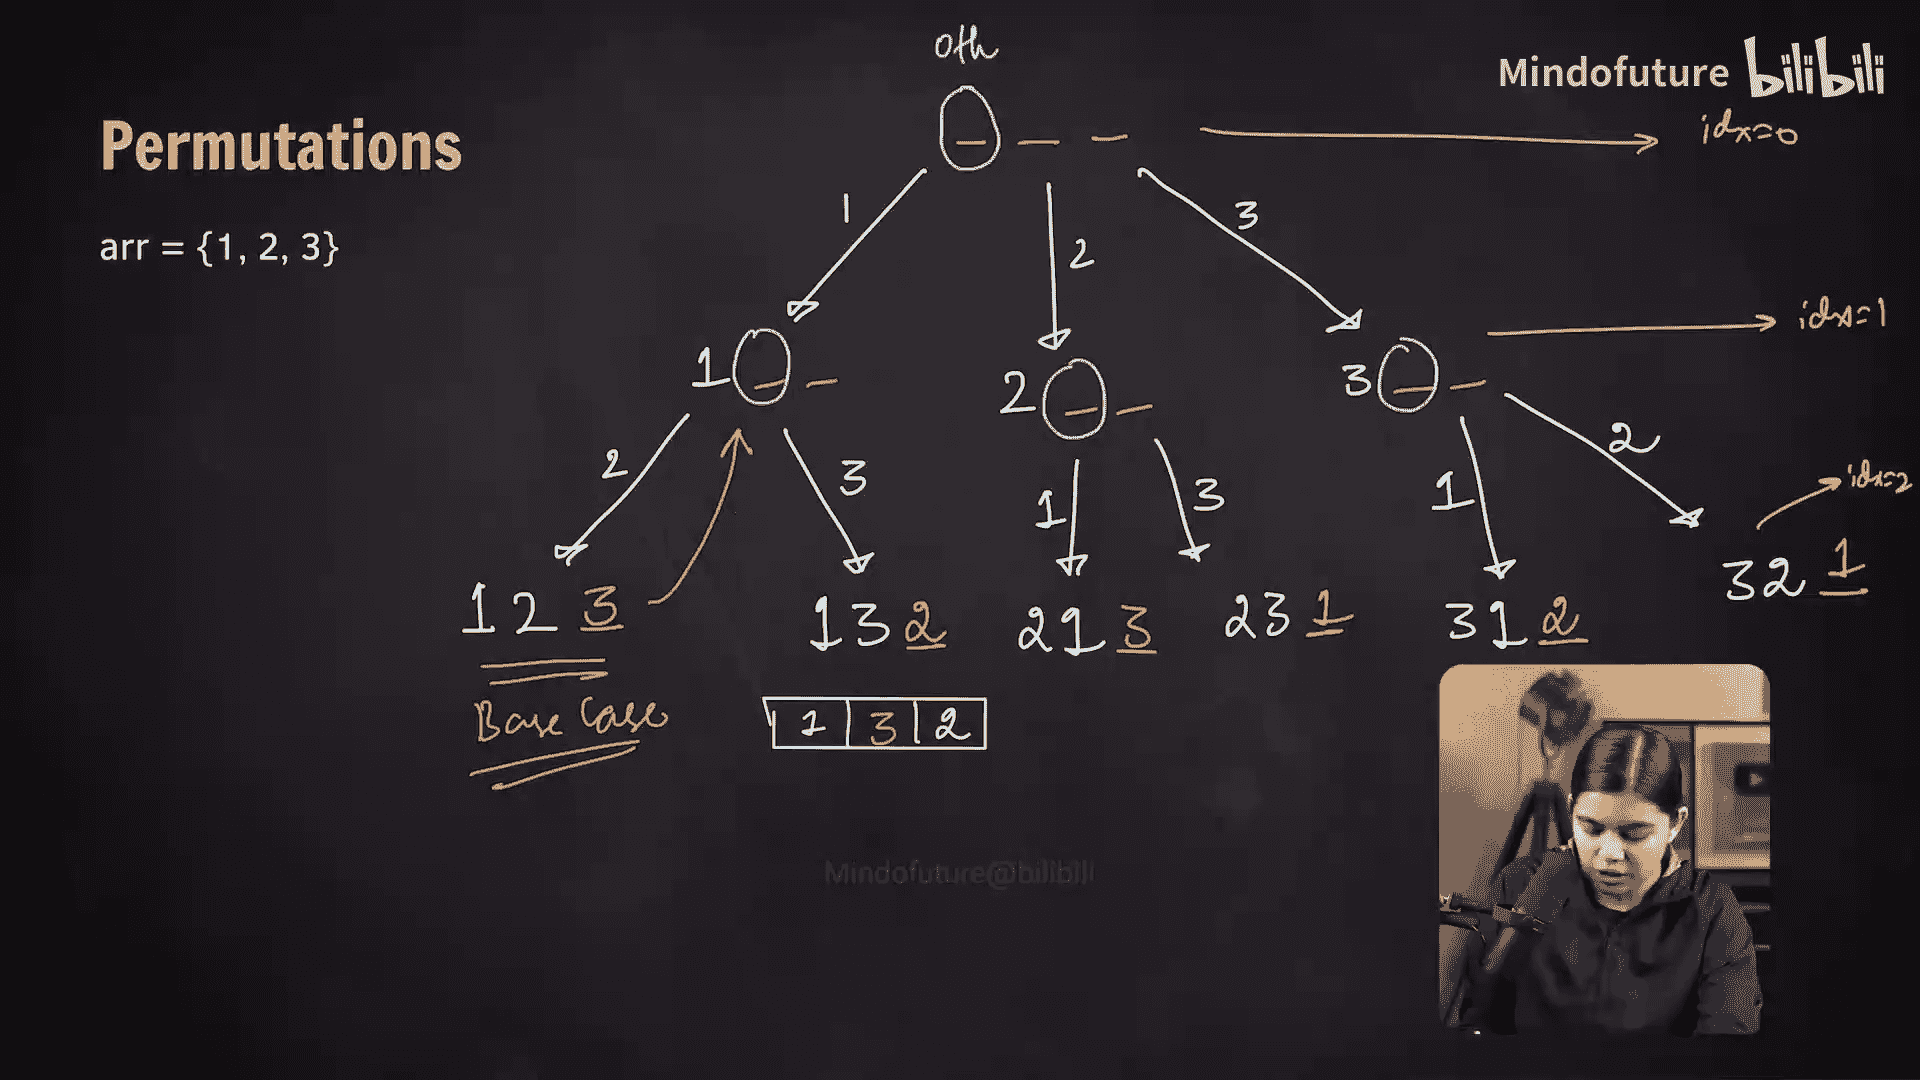 0th
Mindofuture bilibili
Permutations
idx=0
arr = {1, 2, 3}
1
2
3
idx=1
1 _ _
2 _ _
3 _ _
2
3
1
3
1
2
idx=2
1 2 3
1 3 2
2 1 3
2 3 1
3 1 2
3 2 1
Base Case
1 3 2
Mindofuture@bilibili